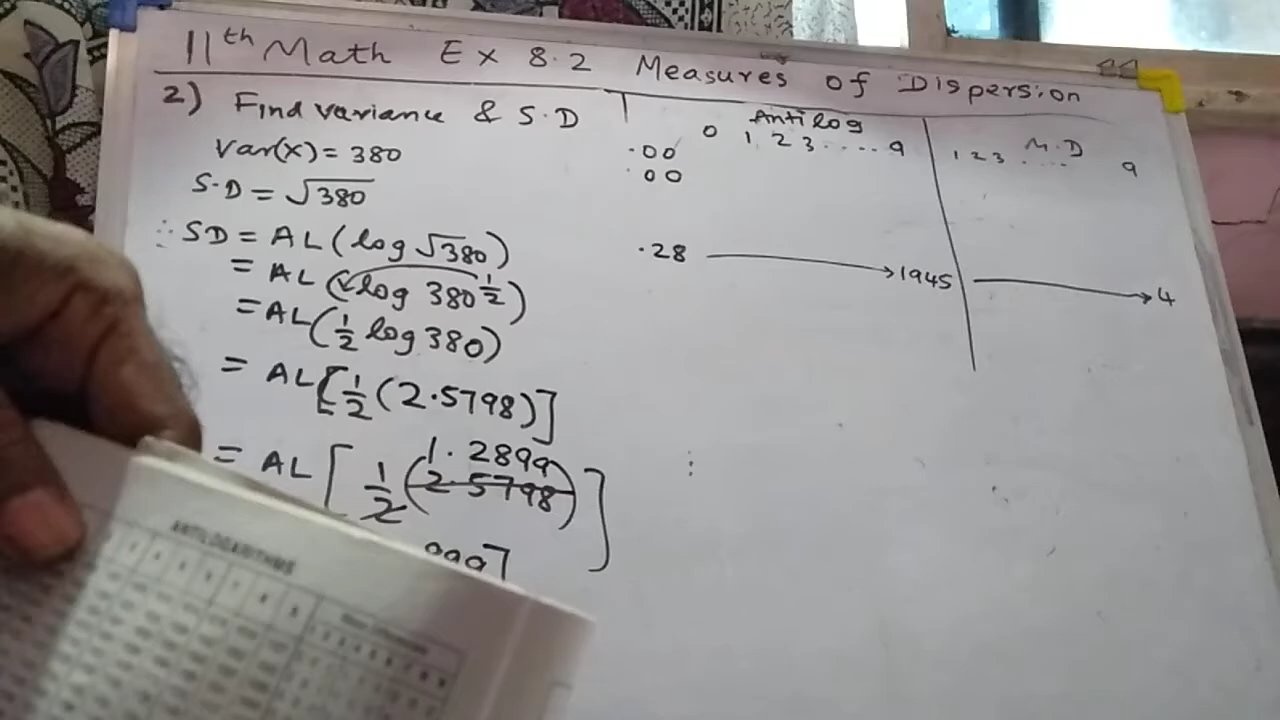 11th Math Ex 8.2 Measures of Dispersion
2) Find variance & S.D
Var(x) = 380
S.D = √380
∴ SD = AL (log √380)
= AL (log 380^1/2)
= AL (1/2 log 380)
= AL [1/2 (2.5798)]
1.2899
= AL [1/2 (2.5798)]
Antilog
0 1 2 3 .... 9
.00
.00
.28 → 1945
M.D
1 2 3 .... 9
→ 4
ANTILOGARITHMS